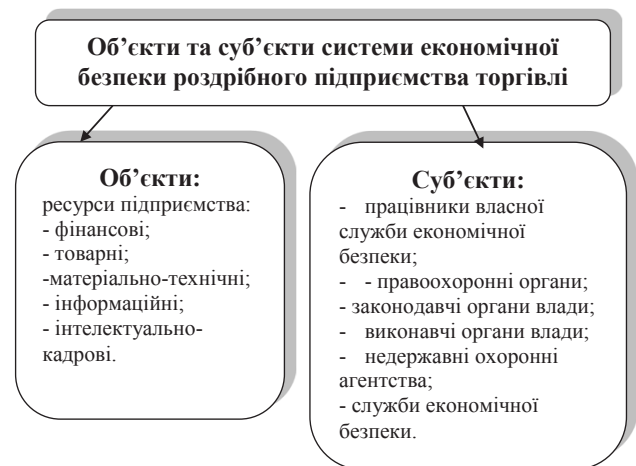 Об’єкти та суб’єкти системи економічної
безпеки роздрібного підприємства торгівлі
Об’єкти:
ресурси підприємства:
- фінансові;
- товарні;
-матеріально-технічні;
- інформаційні;
- інтелектуально-
кадрові.
Суб’єкти:
- працівники власної
служби економічної
безпеки;
- - правоохоронні органи;
- законодавчі органи влади;
- виконавчі органи влади;
- недержавні охоронні
агентства;
- служби економічної
безпеки.